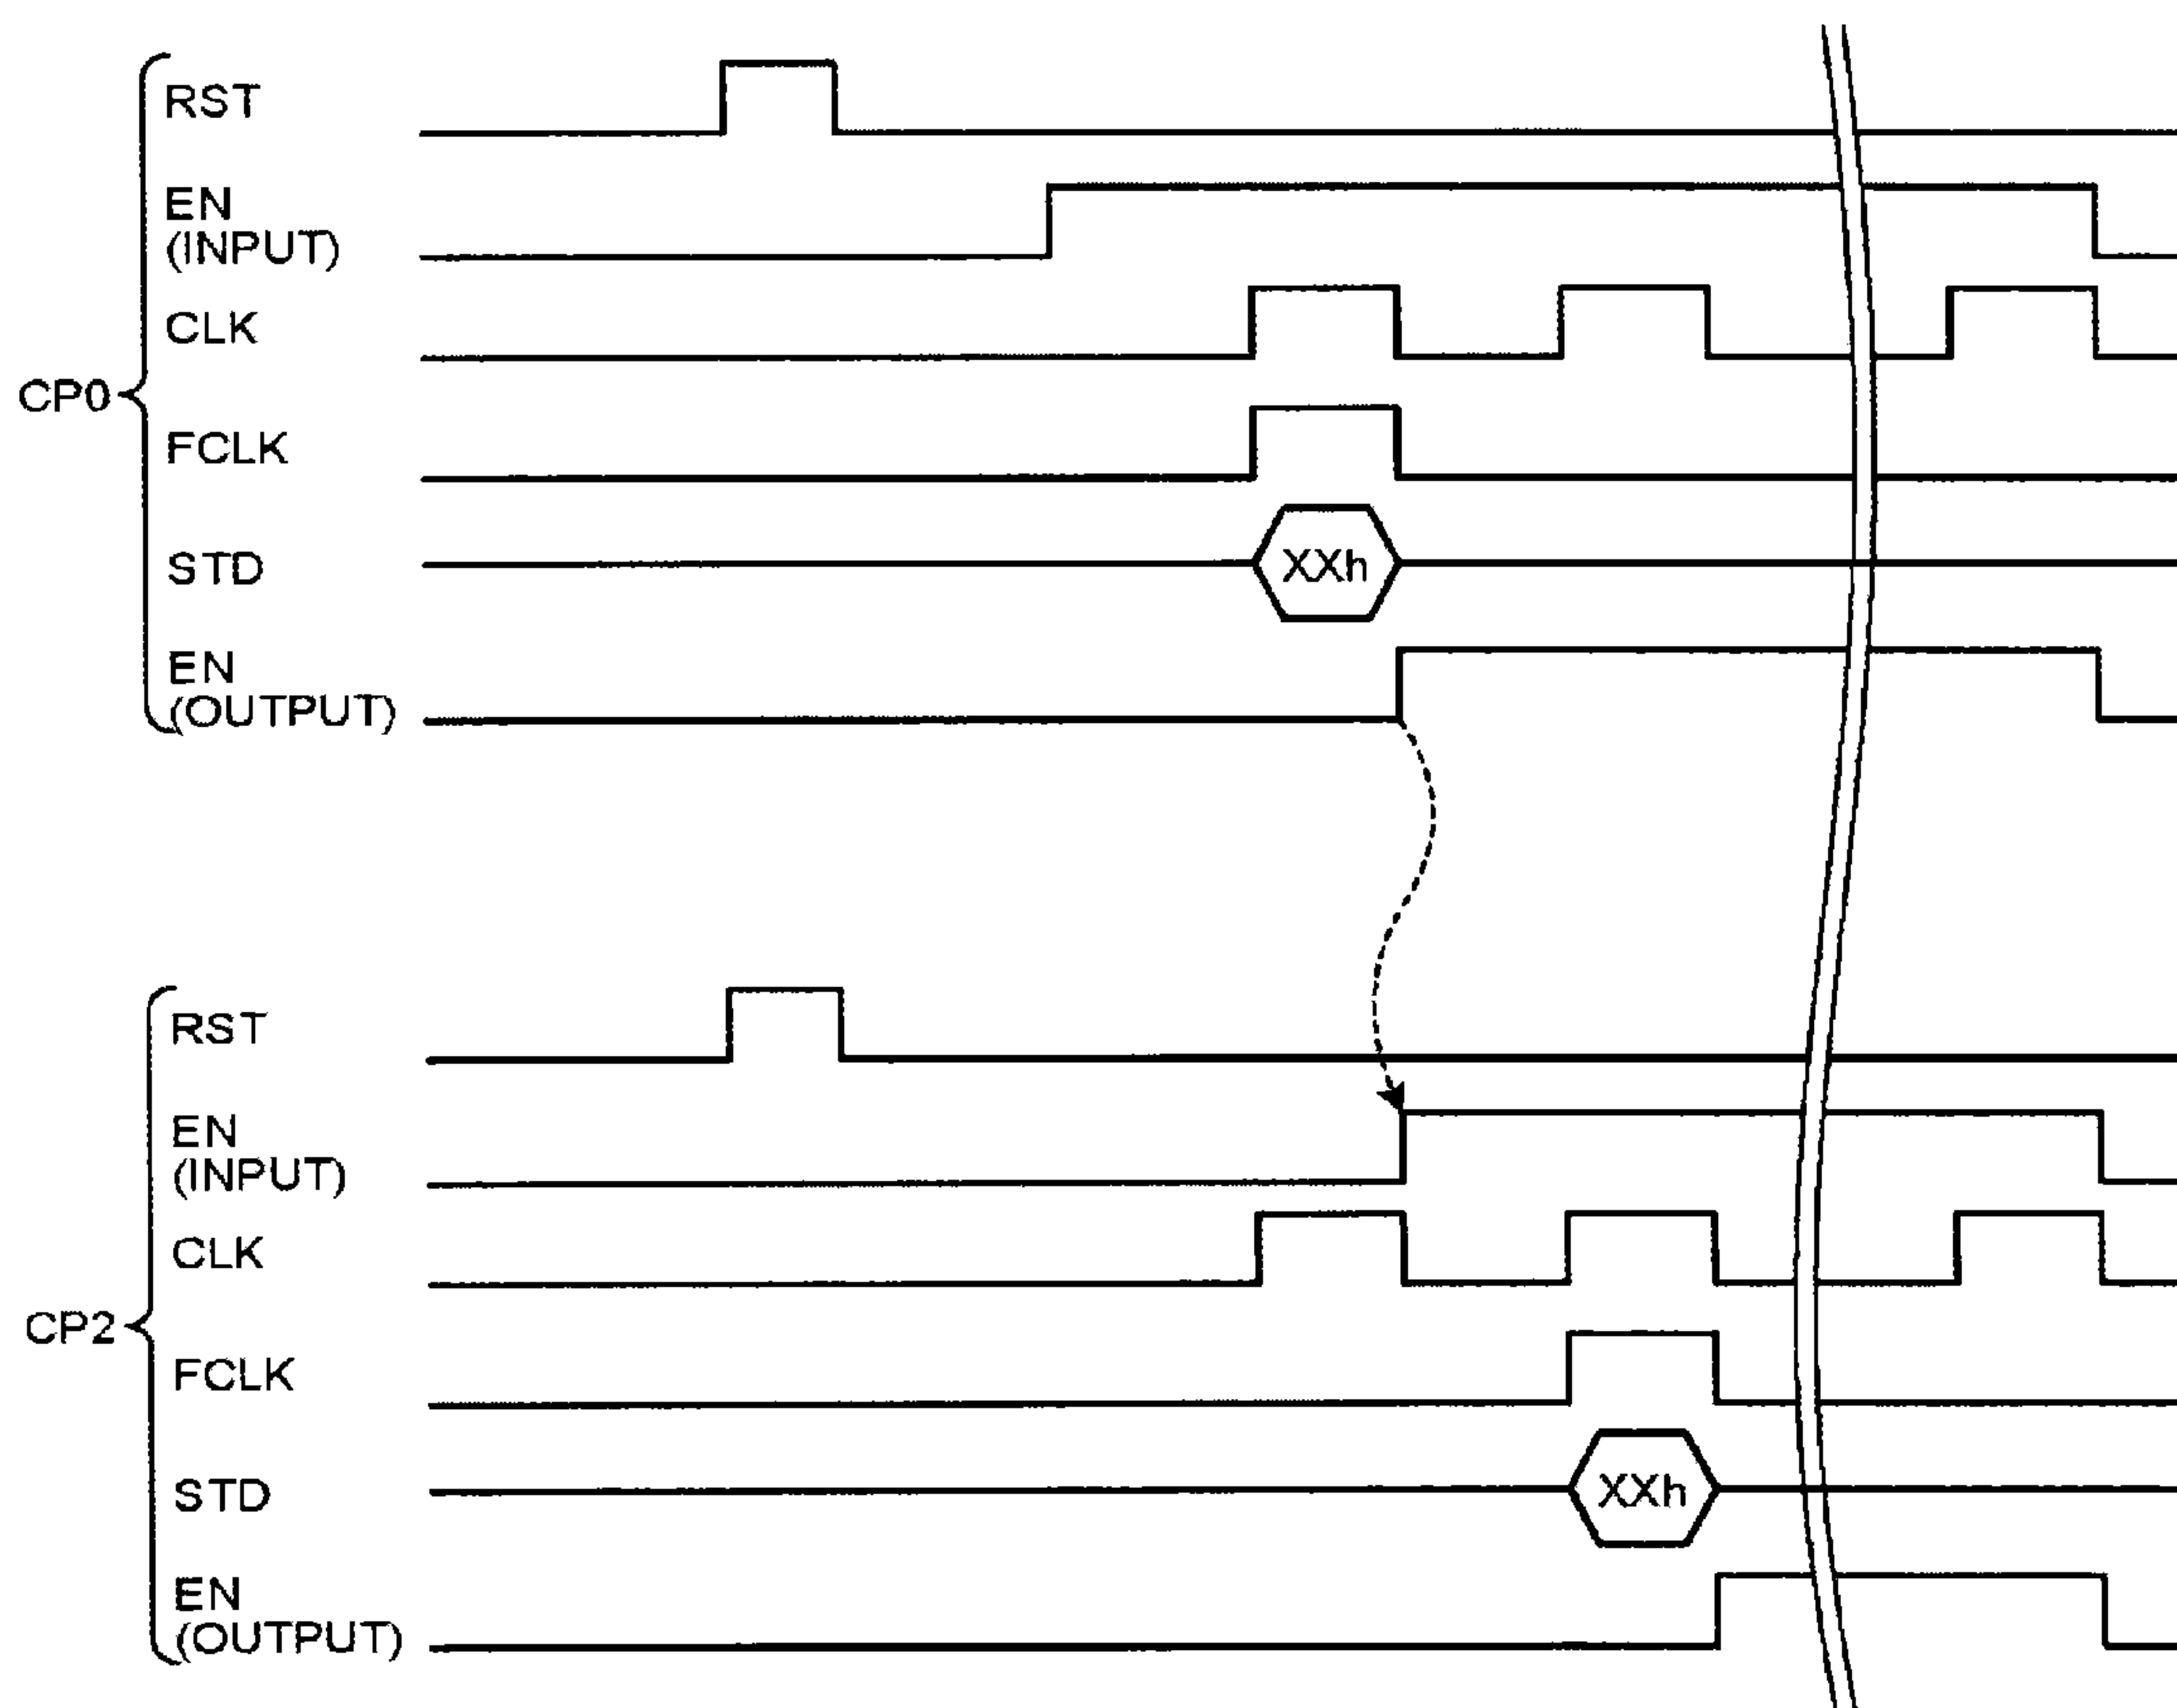 RST
EN
(INPUT)
CLK
CP0
FCLK
STD
XXh
EN
(OUTPUT)
RST
EN
(INPUT)
CLK
CP2
FCLK
STD
XXh
EN
(OUTPUT)